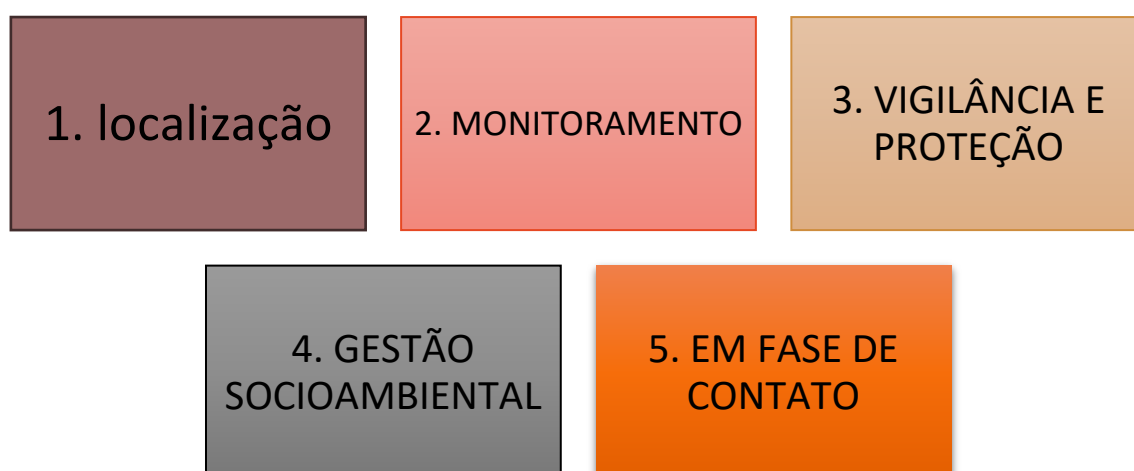 1. localização
2. MONITORAMENTO
3. VIGILÂNCIA E
PROTEÇÃO
4. GESTÃO
SOCIOAMBIENTAL
5. EM FASE DE
CONTATO